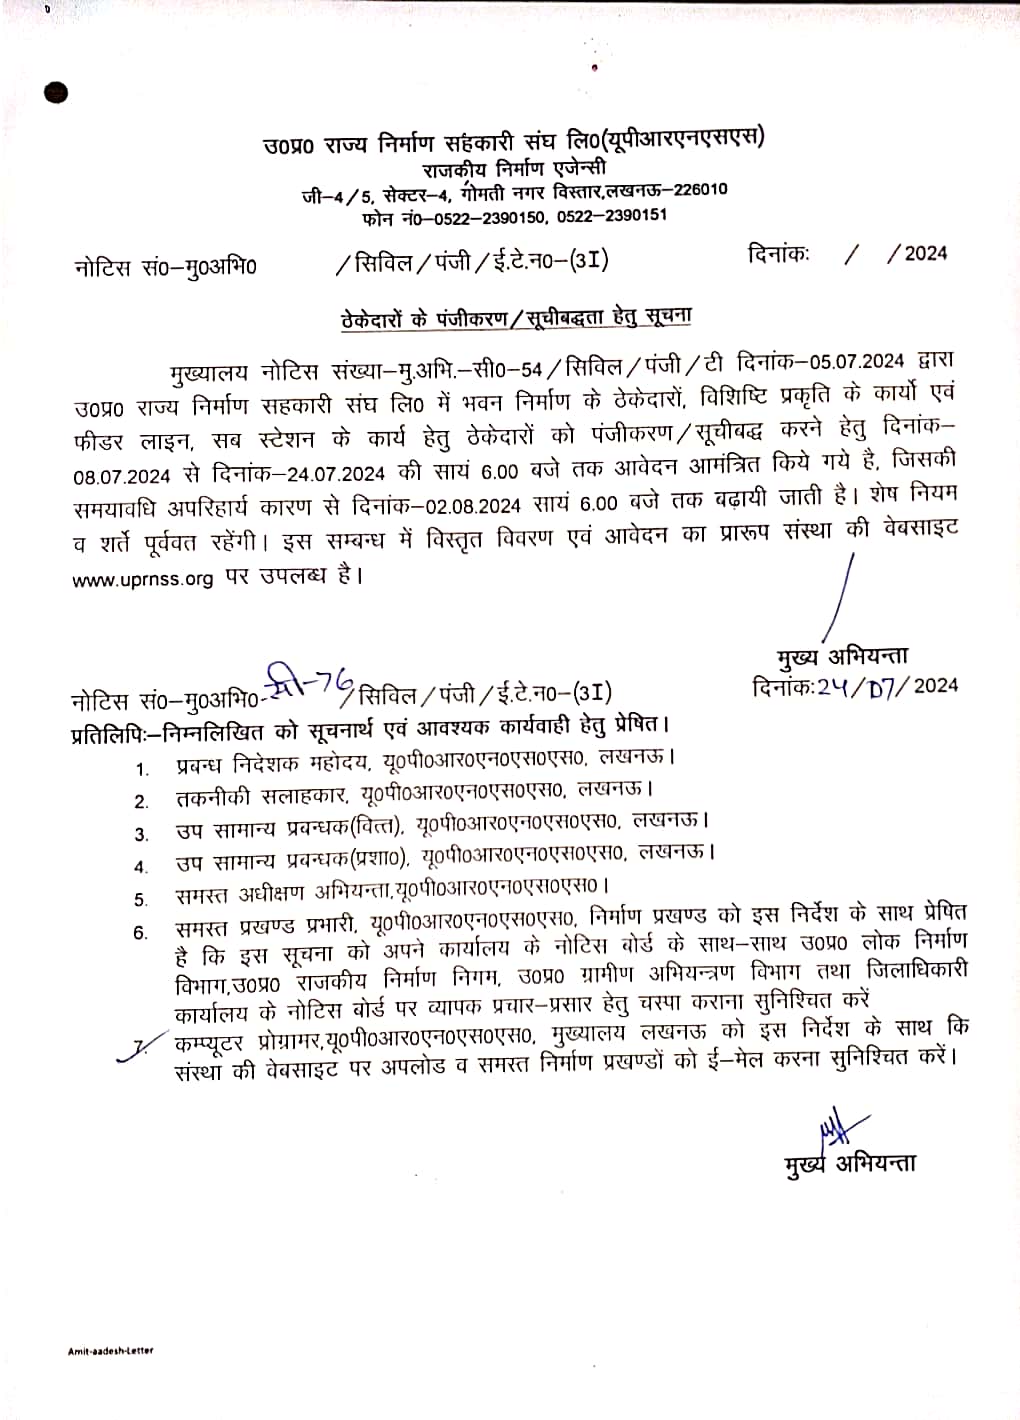 उ0प्र0 राज्य निर्माण सहकारी संघ लि0(यूपीआरएनएसएस)
राजकीय निर्माण एजेन्सी
जी-4/5, सेक्टर-4, गोमती नगर विस्तार,लखनऊ-226010
फोन नं0-0522-2390150, 0522-2390151
नोटिस सं0-मु0अभि0 /सिविल/पंजी/ई.टे.न0-(3I) दिनांकः / /2024
ठेकेदारों के पंजीकरण/सूचीबद्धता हेतु सूचना
मुख्यालय नोटिस संख्या-मु.अभि.-सी0-54/सिविल/पंजी/टी दिनांक-05.07.2024 द्वारा
उ0प्र0 राज्य निर्माण सहकारी संघ लि0 में भवन निर्माण के ठेकेदारों, विशिष्टि प्रकृति के कार्यो एवं
फीडर लाइन, सब स्टेशन के कार्य हेतु ठेकेदारों को पंजीकरण/सूचीबद्ध करने हेतु दिनांक-
08.07.2024 से दिनांक-24.07.2024 की सायं 6.00 बजे तक आवेदन आमंत्रित किये गये है, जिसकी
समयावधि अपरिहार्य कारण से दिनांक-02.08.2024 सायं 6.00 बजे तक बढ़ायी जाती है। शेष नियम
व शर्ते पूर्ववत रहेंगी। इस सम्बन्ध में विस्तृत विवरण एवं आवेदन का प्रारूप संस्था की वेबसाइट
www.uprnss.org पर उपलब्ध है।
मुख्य अभियन्ता
नोटिस सं0-मु0अभि0-सी-76/सिविल/पंजी/ई.टे.न0-(3I) दिनांकः24/07/2024
प्रतिलिपिः-निम्नलिखित को सूचनार्थ एवं आवश्यक कार्यवाही हेतु प्रेषित।
1. प्रबन्ध निदेशक महोदय, यू0पी0आर0एन0एस0एस0, लखनऊ।
2. तकनीकी सलाहकार, यू0पी0आर0एन0एस0एस0, लखनऊ।
3. उप सामान्य प्रबन्धक(वित्त), यू0पी0आर0एन0एस0एस0, लखनऊ।
4. उप सामान्य प्रबन्धक(प्रशा0), यू0पी0आर0एन0एस0एस0, लखनऊ।
5. समस्त अधीक्षण अभियन्ता,यू0पी0आर0एन0एस0एस0।
6. समस्त प्रखण्ड प्रभारी, यू0पी0आर0एन0एस0एस0, निर्माण प्रखण्ड को इस निर्देश के साथ प्रेषित
है कि इस सूचना को अपने कार्यालय के नोटिस बोर्ड के साथ-साथ उ0प्र0 लोक निर्माण
विभाग,उ0प्र0 राजकीय निर्माण निगम, उ0प्र0 ग्रामीण अभियन्त्रण विभाग तथा जिलाधिकारी
कार्यालय के नोटिस बोर्ड पर व्यापक प्रचार-प्रसार हेतु चस्पा कराना सुनिश्चित करें
7. कम्प्यूटर प्रोग्रामर,यू0पी0आर0एन0एस0एस0, मुख्यालय लखनऊ को इस निर्देश के साथ कि
संस्था की वेबसाइट पर अपलोड व समस्त निर्माण प्रखण्डों को ई-मेल करना सुनिश्चित करें।
मुख्य अभियन्ता
Amit-aadesh-Letter